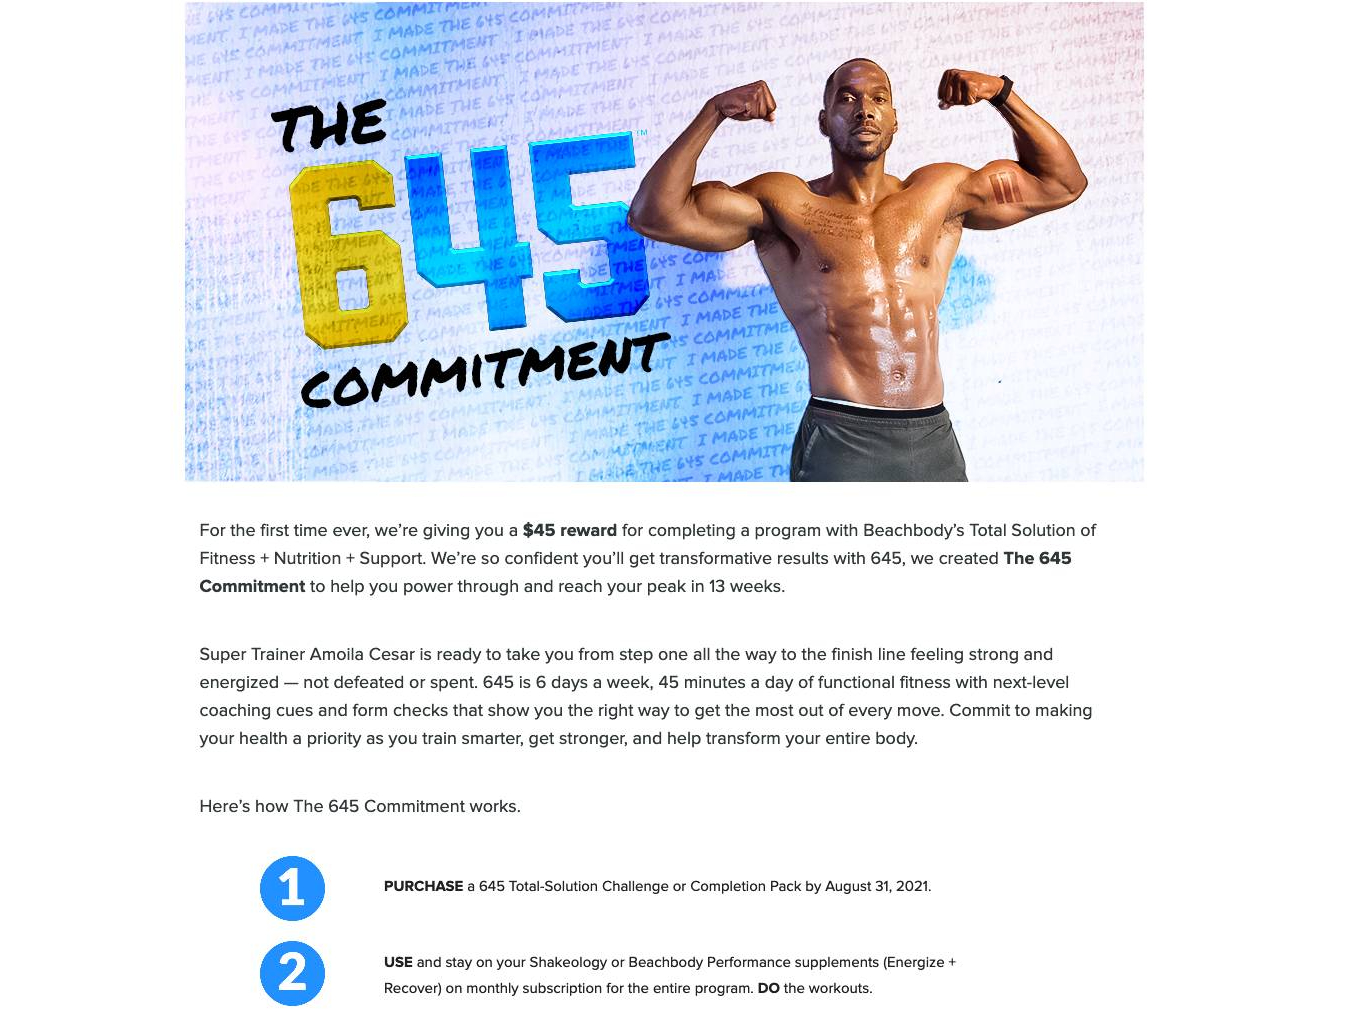 THE
645™
COMMITMENT
For the first time ever, we’re giving you a $45 reward for completing a program with Beachbody’s Total Solution of
Fitness + Nutrition + Support. We’re so confident you’ll get transformative results with 645, we created The 645
Commitment to help you power through and reach your peak in 13 weeks.
Super Trainer Amoila Cesar is ready to take you from step one all the way to the finish line feeling strong and
energized — not defeated or spent. 645 is 6 days a week, 45 minutes a day of functional fitness with next-level
coaching cues and form checks that show you the right way to get the most out of every move. Commit to making
your health a priority as you train smarter, get stronger, and help transform your entire body.
Here’s how The 645 Commitment works.
1
PURCHASE a 645 Total-Solution Challenge or Completion Pack by August 31, 2021.
2
USE and stay on your Shakeology or Beachbody Performance supplements (Energize +
Recover) on monthly subscription for the entire program. DO the workouts.